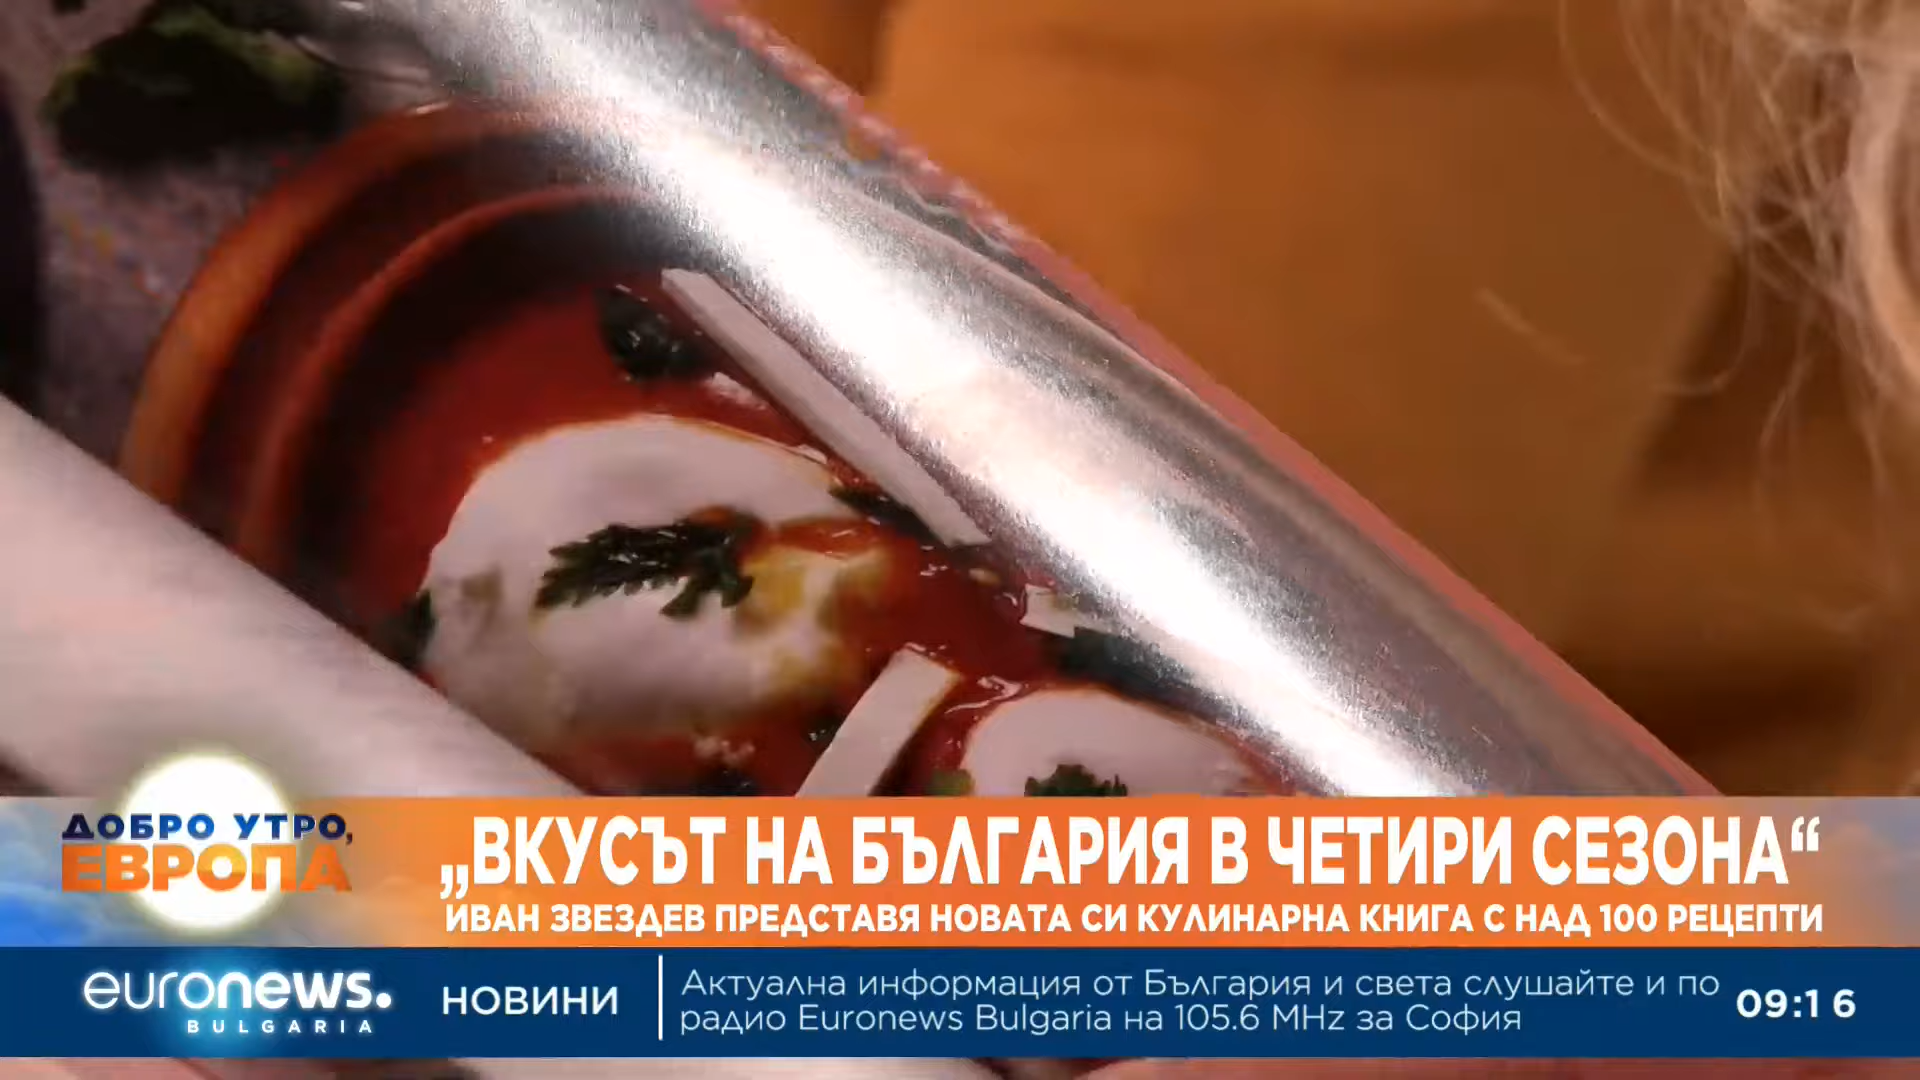 ДОБРО УТРО,
ЕВРОПА
„ВКУСЪТ НА БЪЛГАРИЯ В ЧЕТИРИ СЕЗОНА“
ИВАН ЗВЕЗДЕВ ПРЕДСТАВЯ НОВАТА СИ КУЛИНАРНА КНИГА С НАД 100 РЕЦЕПТИ
euronews.
BULGARIA
НОВИНИ
Актуална информация от България и света слушайте и по
радио Euronews Bulgaria на 105.6 MHz за София
09:16